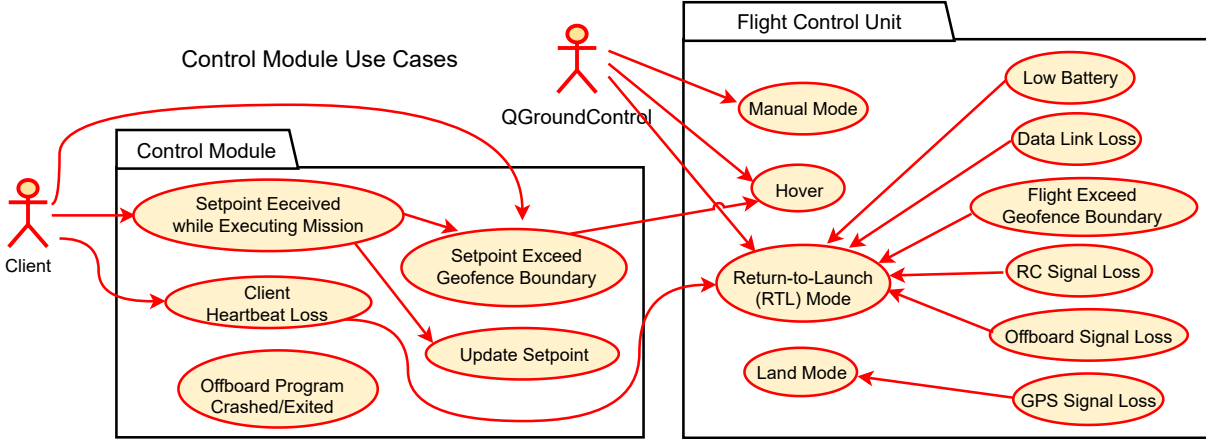 Control Module Use Cases
Client
QGroundControl
Control Module
Setpoint Eeceived
while Executing Mission
Setpoint Exceed
Geofence Boundary
Client
Heartbeat Loss
Update Setpoint
Offboard Program
Crashed/Exited
Flight Control Unit
Manual Mode
Hover
Return-to-Launch
(RTL) Mode
Land Mode
Low Battery
Data Link Loss
Flight Exceed
Geofence Boundary
RC Signal Loss
Offboard Signal Loss
GPS Signal Loss